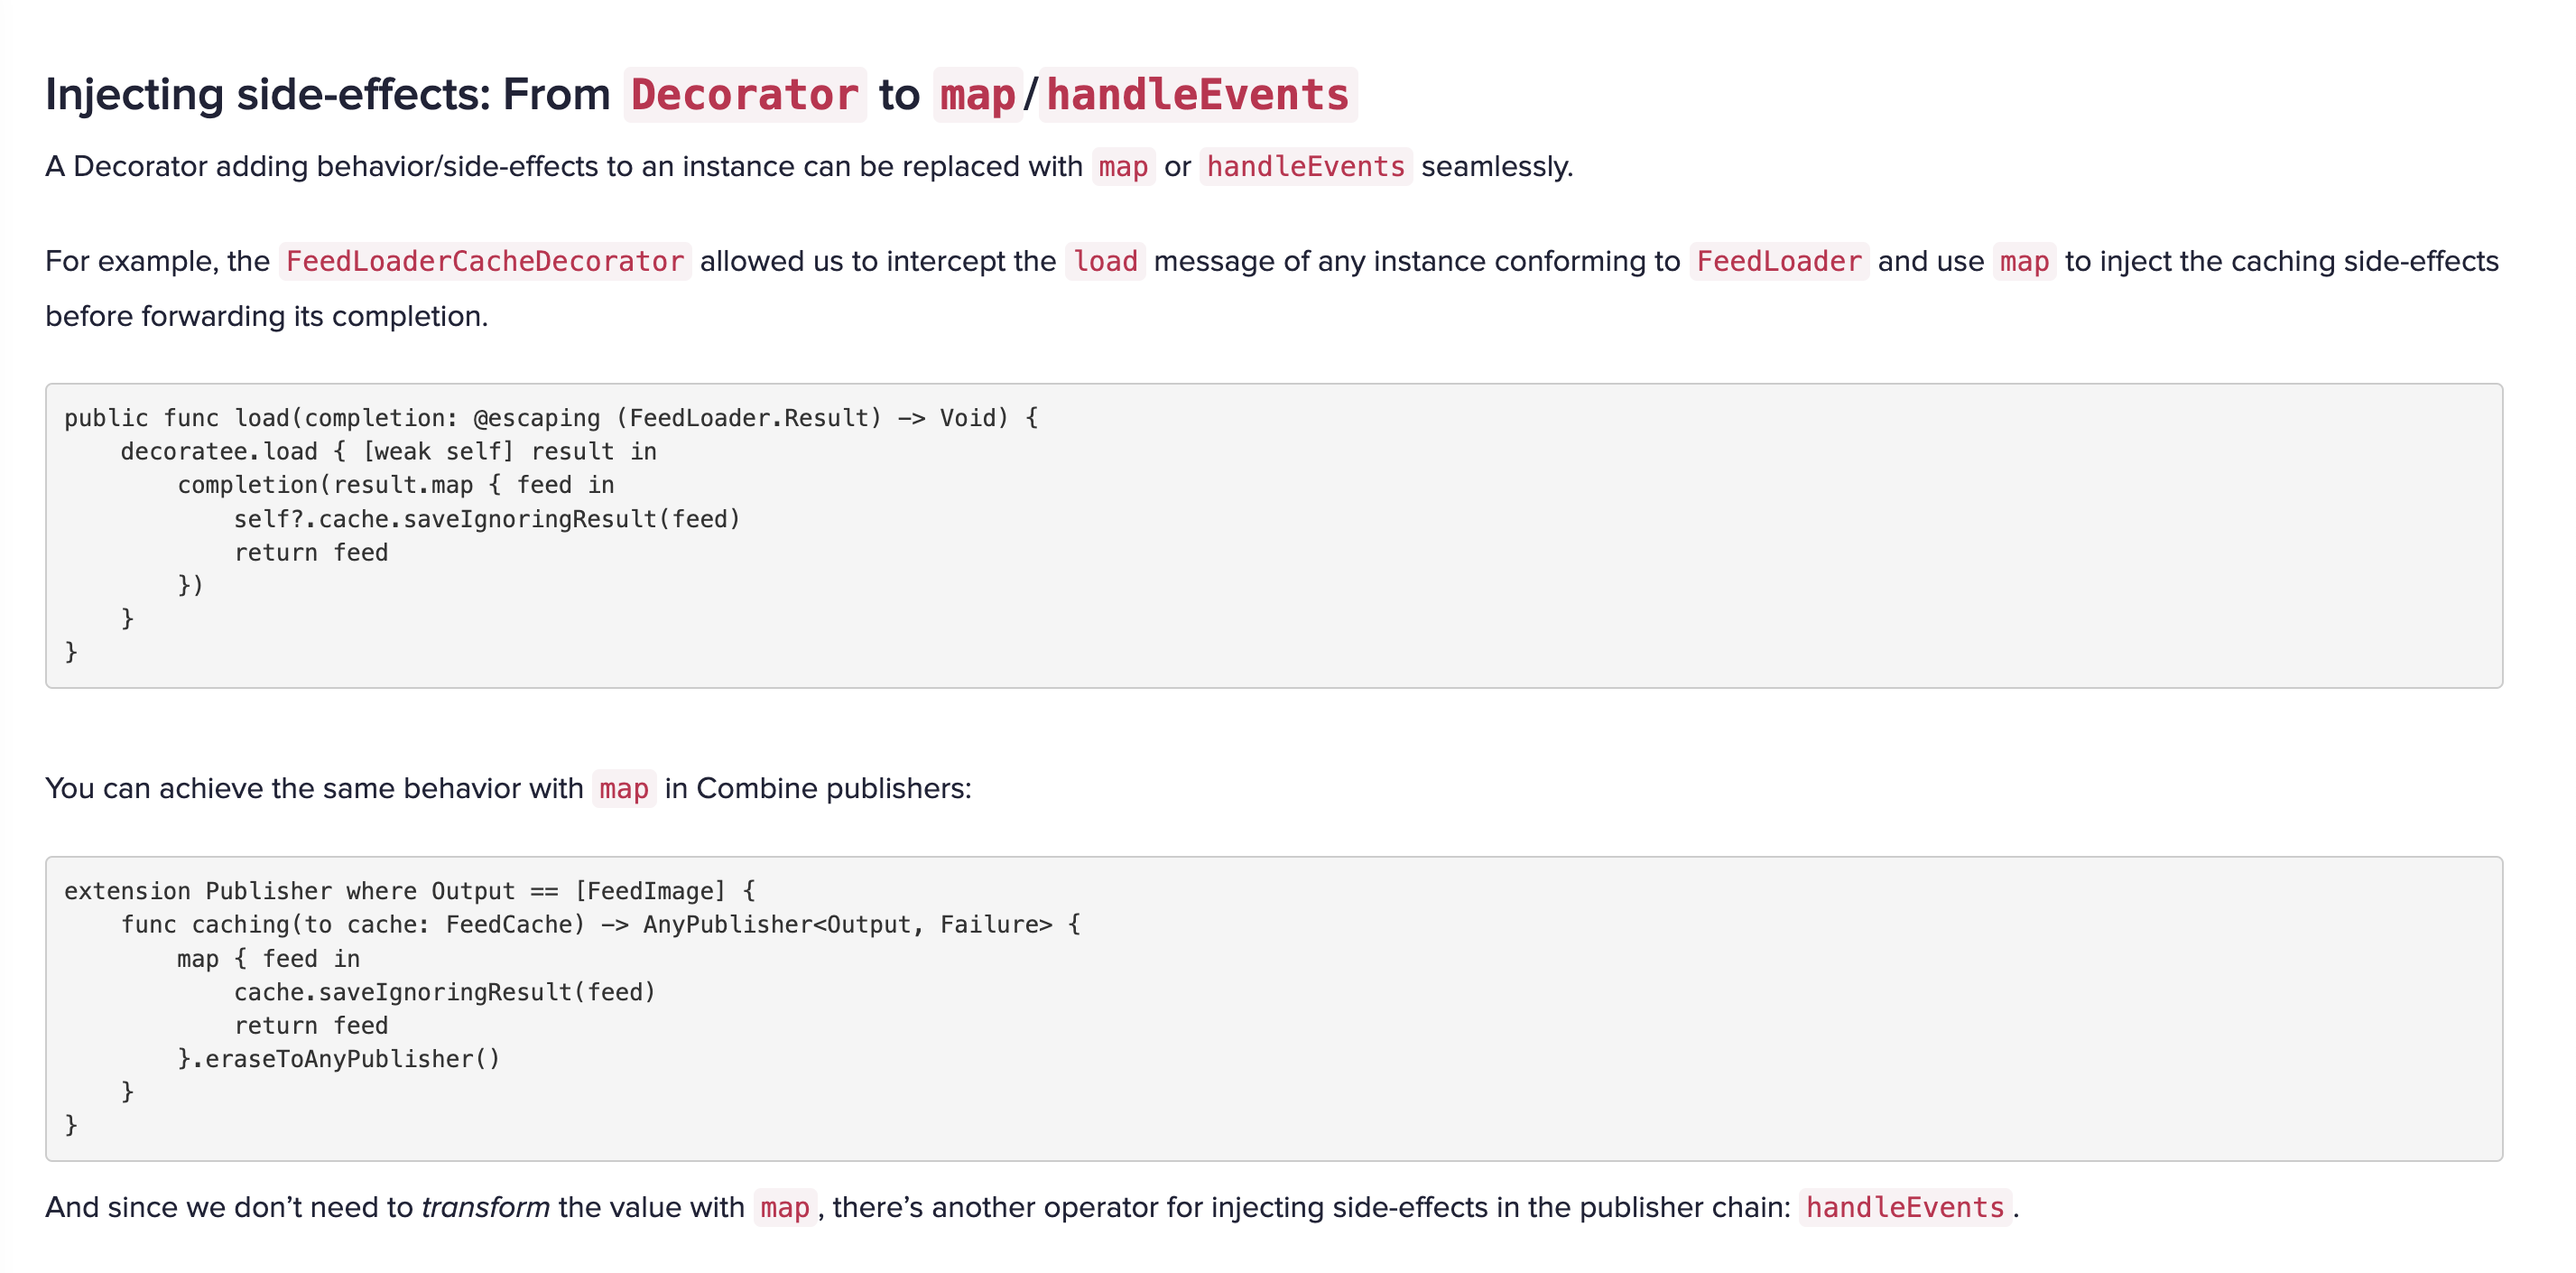 Injecting side-effects: From Decorator to map/handleEvents
A Decorator adding behavior/side-effects to an instance can be replaced with map or handleEvents seamlessly.
For example, the FeedLoaderCacheDecorator allowed us to intercept the load message of any instance conforming to FeedLoader and use map to inject the caching side-effects
before forwarding its completion.
public func load(completion: @escaping (FeedLoader.Result) -> Void) {
    decoratee.load { [weak self] result in
        completion(result.map { feed in
            self?.cache.saveIgnoringResult(feed)
            return feed
        })
    }
}
You can achieve the same behavior with map in Combine publishers:
extension Publisher where Output == [FeedImage] {
    func caching(to cache: FeedCache) -> AnyPublisher<Output, Failure> {
        map { feed in
            cache.saveIgnoringResult(feed)
            return feed
        }.eraseToAnyPublisher()
    }
}
And since we don’t need to transform the value with map, there’s another operator for injecting side-effects in the publisher chain: handleEvents.